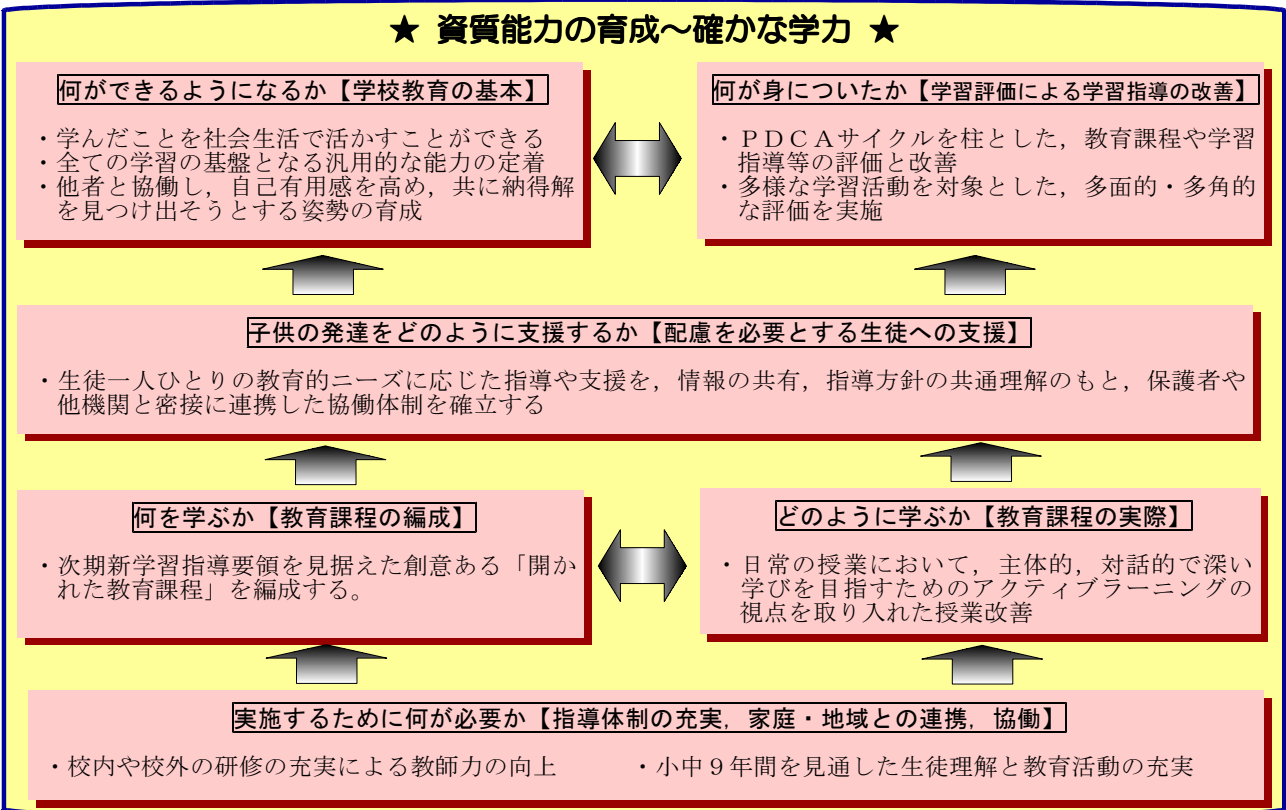 ★ 資質能力の育成～確かな学力 ★
何ができるようになるか【学校教育の基本】
・学んだことを社会生活で活かすことができる
・全ての学習の基盤となる汎用的な能力の定着
・他者と協働し，自己有用感を高め，共に納得解
を見つけ出そうとする姿勢の育成
何が身についたか【学習評価による学習指導の改善】
・ＰＤＣＡサイクルを柱とした，教育課程や学習
指導等の評価と改善
・多様な学習活動を対象とした，多面的・多角的
な評価を実施
子供の発達をどのように支援するか【配慮を必要とする生徒への支援】
・生徒一人ひとりの教育的ニーズに応じた指導や支援を，情報の共有，指導方針の共通理解のもと，保護者や
他機関と密接に連携した協働体制を確立する
何を学ぶか【教育課程の編成】
・次期新学習指導要領を見据えた創意ある「開か
れた教育課程」を編成する。
どのように学ぶか【教育課程の実際】
・日常の授業において，主体的，対話的で深い
学びを目指すためのアクティブラーニングの
視点を取り入れた授業改善
実施するために何が必要か【指導体制の充実，家庭・地域との連携，協働】
・校内や校外の研修の充実による教師力の向上
・小中９年間を見通した生徒理解と教育活動の充実